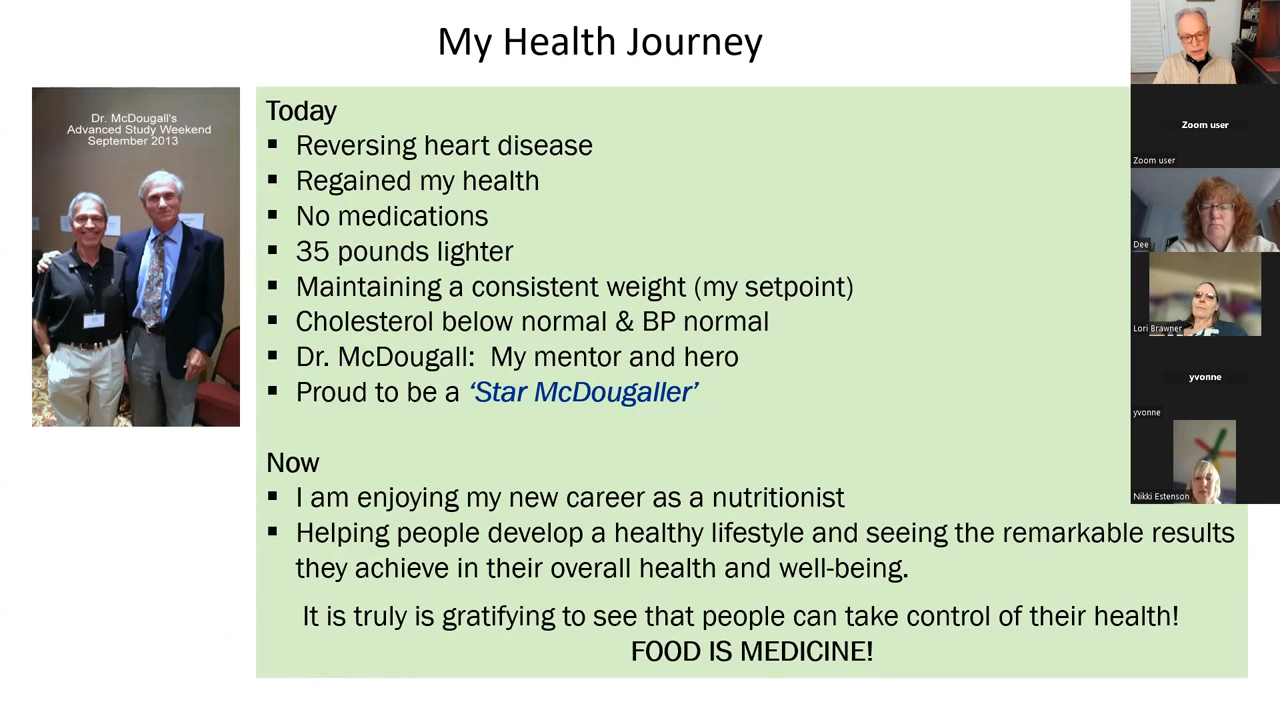 My Health Journey
Dr. McDougall's
Advanced Study Weekend
September 2013
Today
▪ Reversing heart disease
▪ Regained my health
▪ No medications
▪ 35 pounds lighter
▪ Maintaining a consistent weight (my setpoint)
▪ Cholesterol below normal & BP normal
▪ Dr. McDougall: My mentor and hero
▪ Proud to be a ‘Star McDougaller’
Now
▪ I am enjoying my new career as a nutritionist
▪ Helping people develop a healthy lifestyle and seeing the remarkable results
they achieve in their overall health and well-being.
It is truly is gratifying to see that people can take control of their health!
FOOD IS MEDICINE!
Zoom user
Zoom user
Dee
Lori Brawner
yvonne
yvonne
Nikki Estenson